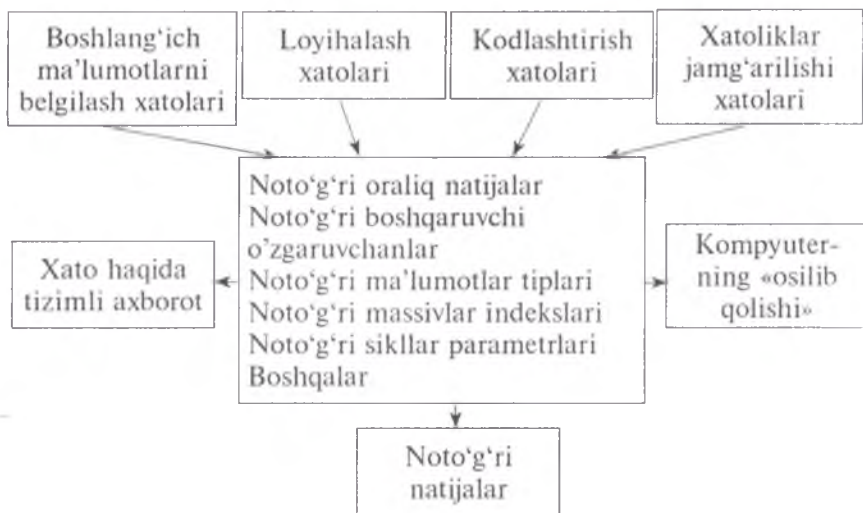 Boshlang‘ich
ma’lumotlarni
belgilash xatolari
Loyihalash
xatolari
Kodlashtirish
xatolari
Xatoliklar
jamg‘arilishi
xatolari
Noto‘g‘ri oraliq natijalar
Noto‘g‘ri boshqaruvchi
o’zgaruvchanlar
Noto‘g‘ri ma’lumotlar tiplari
Noto‘g‘ri massivlar indekslari
Noto‘g‘ri sikllar parametrlari
Boshqalar
Xato haqida
tizimli axborot
Kompyuter-
ning «osilib
qolishi»
Noto‘g‘ri
natijalar